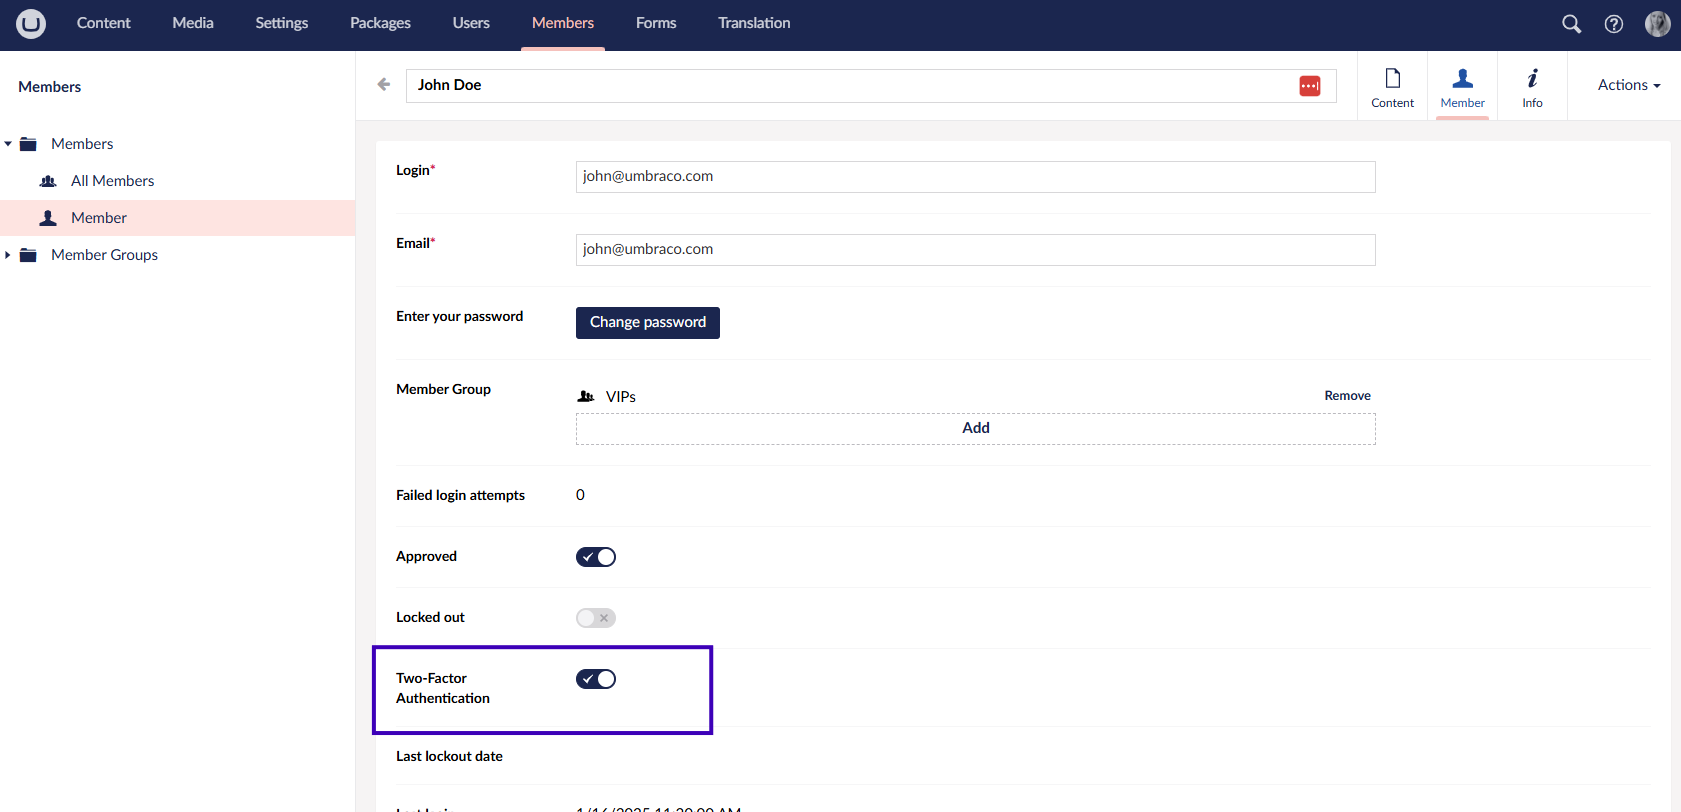 Content Media Settings Packages Users Members Forms Translation
Members
John Doe
Content Member Info Actions
Members
All Members
Member
Member Groups
Login* john@umbraco.com
Email* john@umbraco.com
Enter your password Change password
Member Group VIPs Remove
Add
Failed login attempts 0
Approved
Locked out
Two-Factor
Authentication
Last lockout date